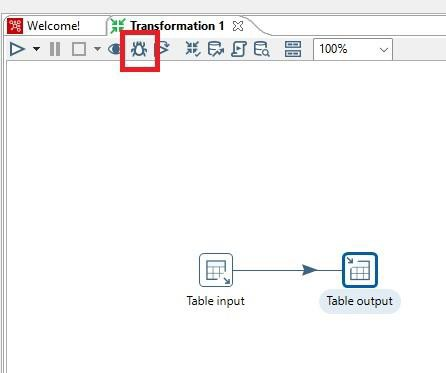 Welcome! Transformation 1
100%
Table input Table output